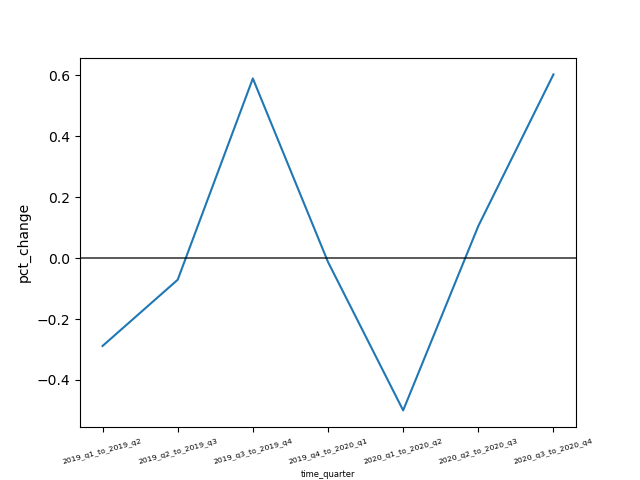 0.6
0.4
0.2
0.0
−0.2
−0.4
pct_change
2019_q1_to_2019_q2
2019_q2_to_2019_q3
2019_q3_to_2019_q4
2019_q4_to_2020_q1
2020_q1_to_2020_q2
2020_q2_to_2020_q3
2020_q3_to_2020_q4
time_quarter